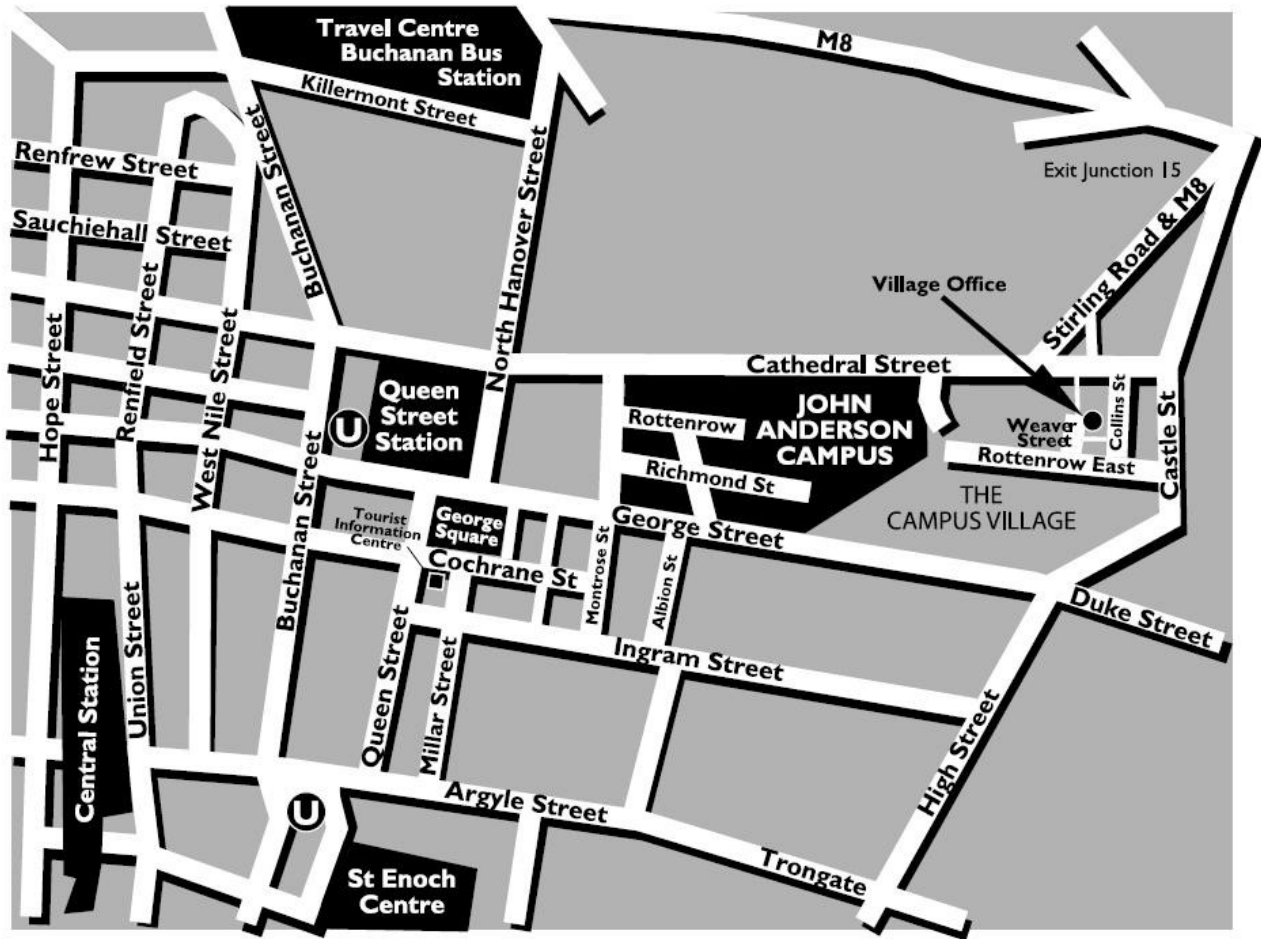 Travel Centre
Buchanan Bus
Station
M8
Killermont Street
Buchanan Street
Renfrew Street
North Hanover Street
Exit Junction 15
Sauchiehall Street
Stirling Road & M8
Buchanan Street
Village Office
Hope Street
Renfield Street
West Nile Street
Cathedral Street
Queen
Street
Station
U
JOHN
ANDERSON
CAMPUS
Rottenrow
Collins St
Weaver
Street
Castle St
Rottenrow East
Richmond St
THE
CAMPUS VILLAGE
Buchanan Street
Tourist
Information
Centre
George
Square
George Street
Cochrane St
Montrose St
Albion St
Duke Street
Ingram Street
Central Station
Union Street
Queen Street
Millar Street
High Street
Argyle Street
U
Trongate
St Enoch
Centre